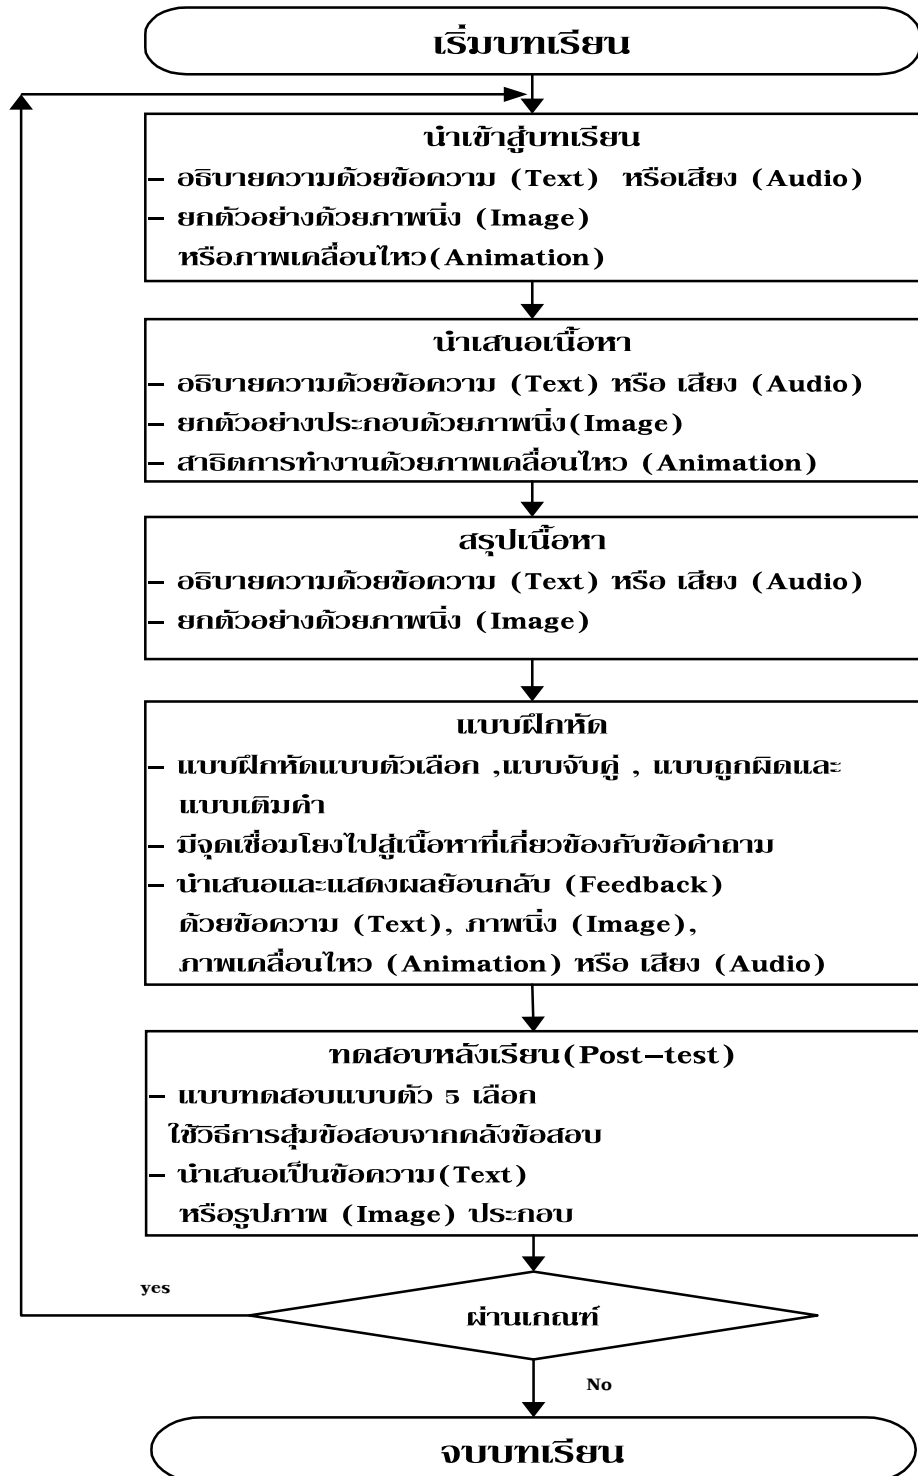 เริ่มบทเรียน
นำเข้าสู่บทเรียน
– อธิบายความด้วยข้อความ (Text) หรือเสียง (Audio)
– ยกตัวอย่างด้วยภาพนิ่ง (Image)
หรือภาพเคลื่อนไหว(Animation)
นำเสนอเนื้อหา
– อธิบายความด้วยข้อความ (Text) หรือ เสียง (Audio)
– ยกตัวอย่างประกอบด้วยภาพนิ่ง(Image)
– สาธิตการทำงานด้วยภาพเคลื่อนไหว (Animation)
สรุปเนื้อหา
– อธิบายความด้วยข้อความ (Text) หรือ เสียง (Audio)
– ยกตัวอย่างด้วยภาพนิ่ง (Image)
แบบฝึกหัด
– แบบฝึกหัดแบบตัวเลือก ,แบบจับคู่ , แบบถูกผิดและ
แบบเติมคำ
– มีจุดเชื่อมโยงไปสู่เนื้อหาที่เกี่ยวข้องกับข้อคำถาม
– นำเสนอและแสดงผลย้อนกลับ (Feedback)
ด้วยข้อความ (Text), ภาพนิ่ง (Image),
ภาพเคลื่อนไหว (Animation) หรือ เสียง (Audio)
ทดสอบหลังเรียน(Post–test)
– แบบทดสอบแบบตัว 5 เลือก
ใช้วิธีการสุ่มข้อสอบจากคลังข้อสอบ
– นำเสนอเป็นข้อความ(Text)
หรือรูปภาพ (Image) ประกอบ
yes
ผ่านเกณฑ์
No
จบบทเรียน